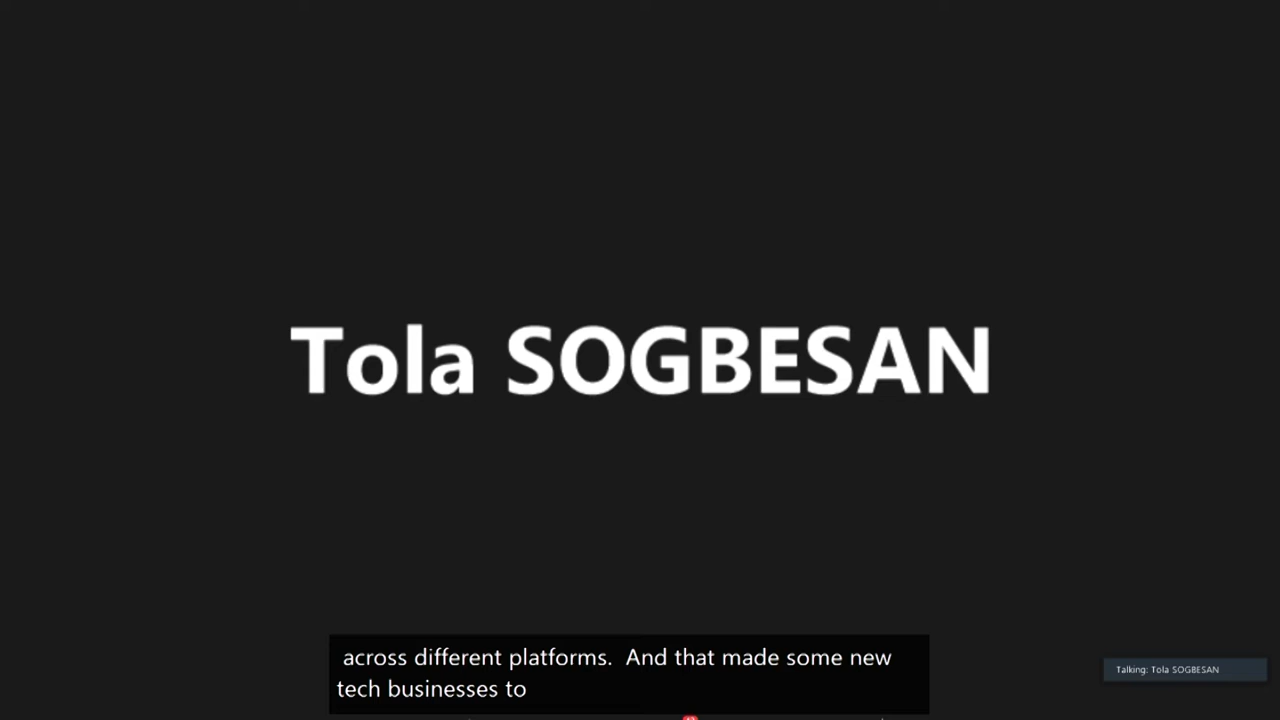 Tola SOGBESAN
across different platforms.  And that made some new
tech businesses to
Talking: Tola SOGBESAN